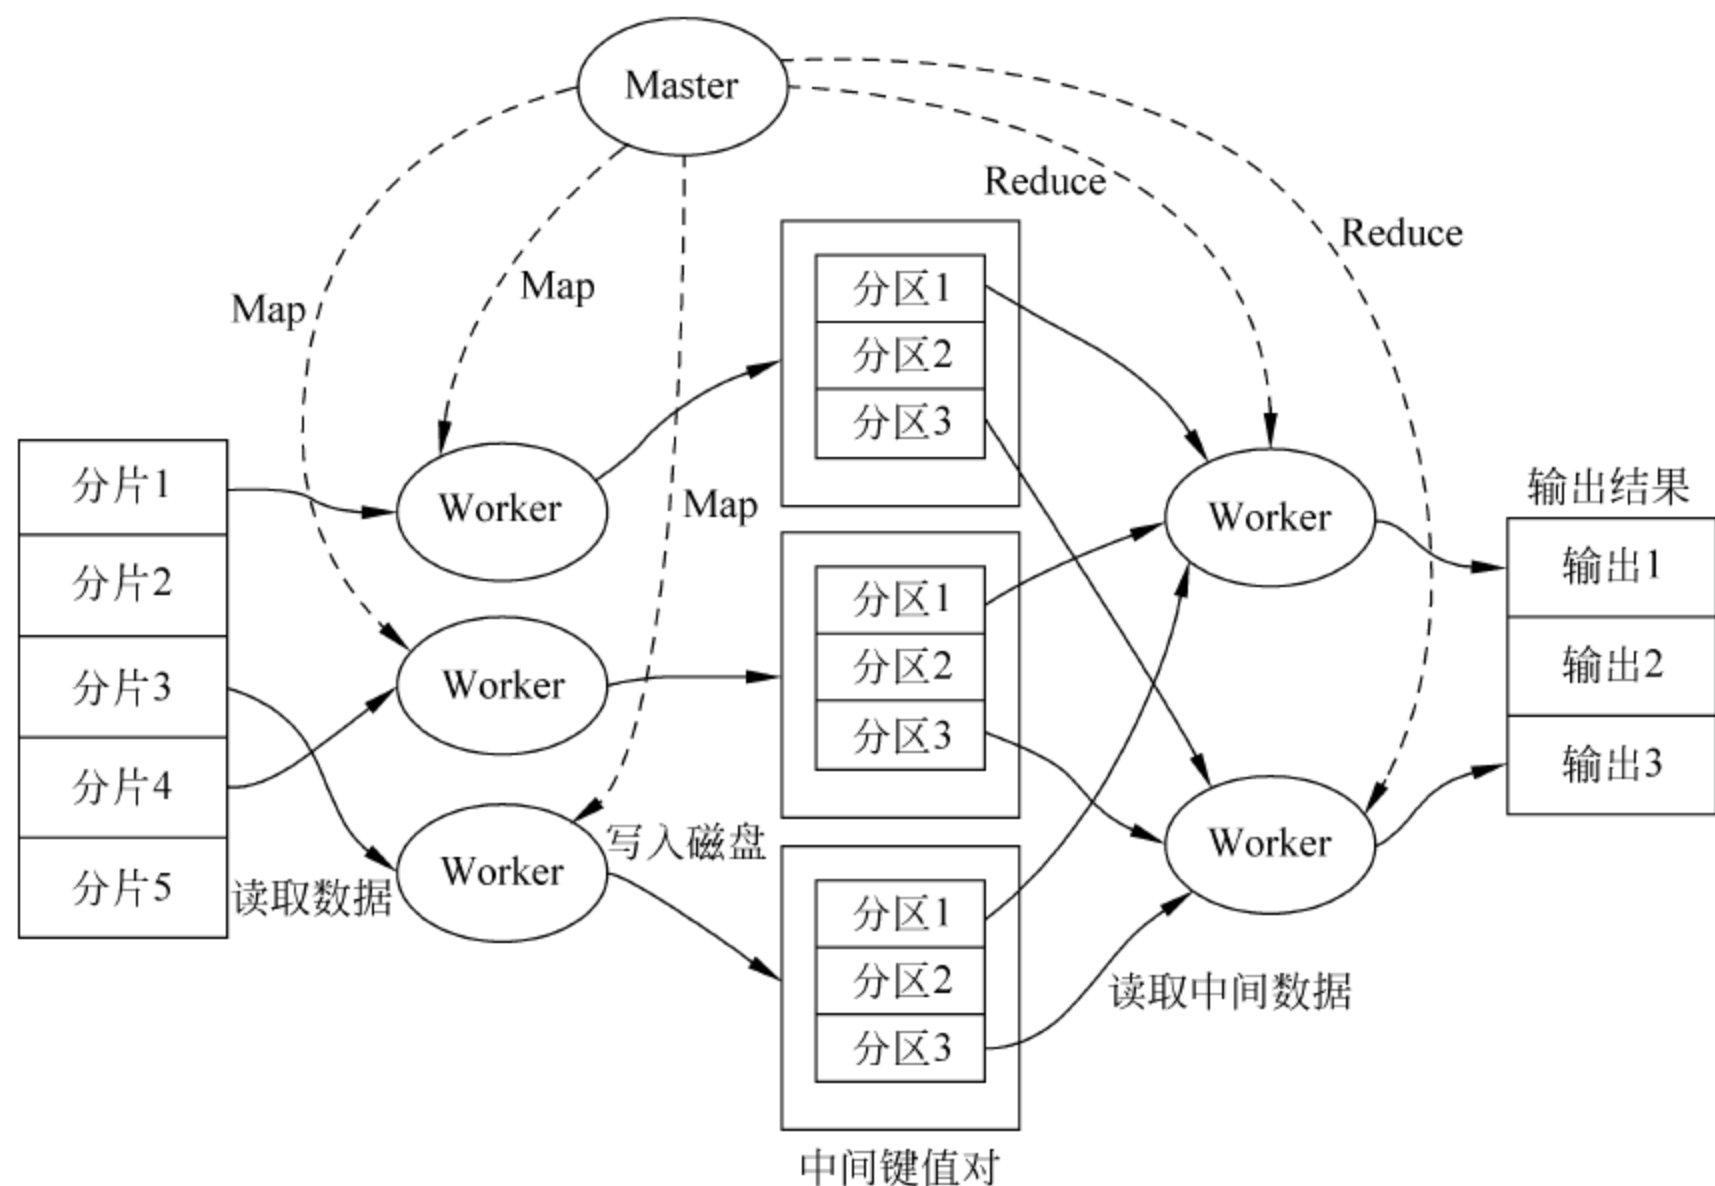 Master
Reduce
Reduce
Map
Map
分区1
分区2
分区3
分片1
分片2
分片3
分片4
分片5
读取数据
Worker
Worker
Worker
Map
写入磁盘
分区1
分区2
分区3
分区1
分区2
分区3
中间键值对
Worker
Worker
读取中间数据
输出结果
输出1
输出2
输出3